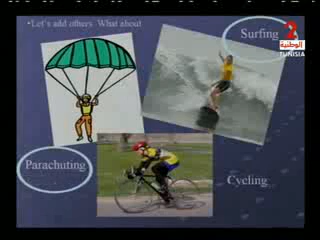 •Let's add others. What about
Surfing
2
الوطنية
TUNISIA
Parachuting
Cycling